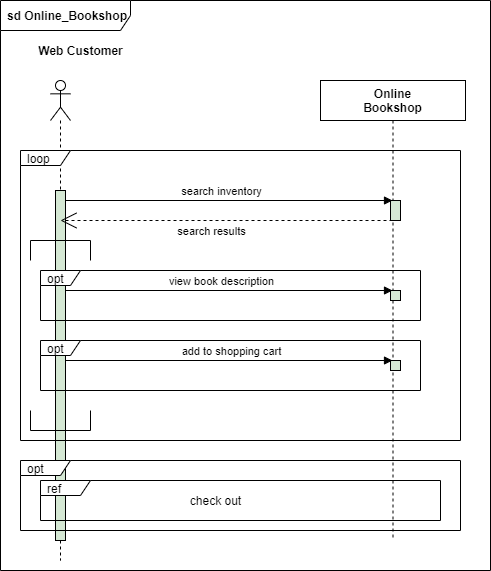 sd Online_Bookshop
Web Customer
Online
Bookshop
loop
search inventory
search results
opt
view book description
opt
add to shopping cart
opt
ref
check out